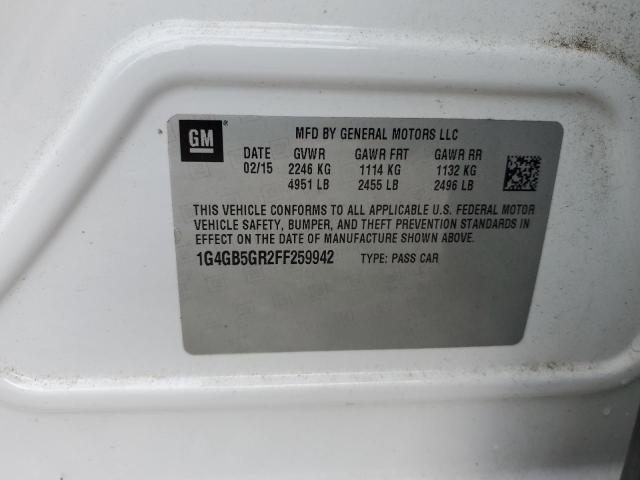 GM ®
MFD BY GENERAL MOTORS LLC
DATE GVWR GAWR FRT GAWR RR
02/15 2246 KG 1114 KG 1132 KG
4951 LB 2455 LB 2496 LB
THIS VEHICLE CONFORMS TO ALL APPLICABLE U.S. FEDERAL MOTOR
VEHICLE SAFETY, BUMPER, AND THEFT PREVENTION STANDARDS IN
EFFECT ON THE DATE OF MANUFACTURE SHOWN ABOVE.
1G4GB5GR2FF259942 TYPE: PASS CAR